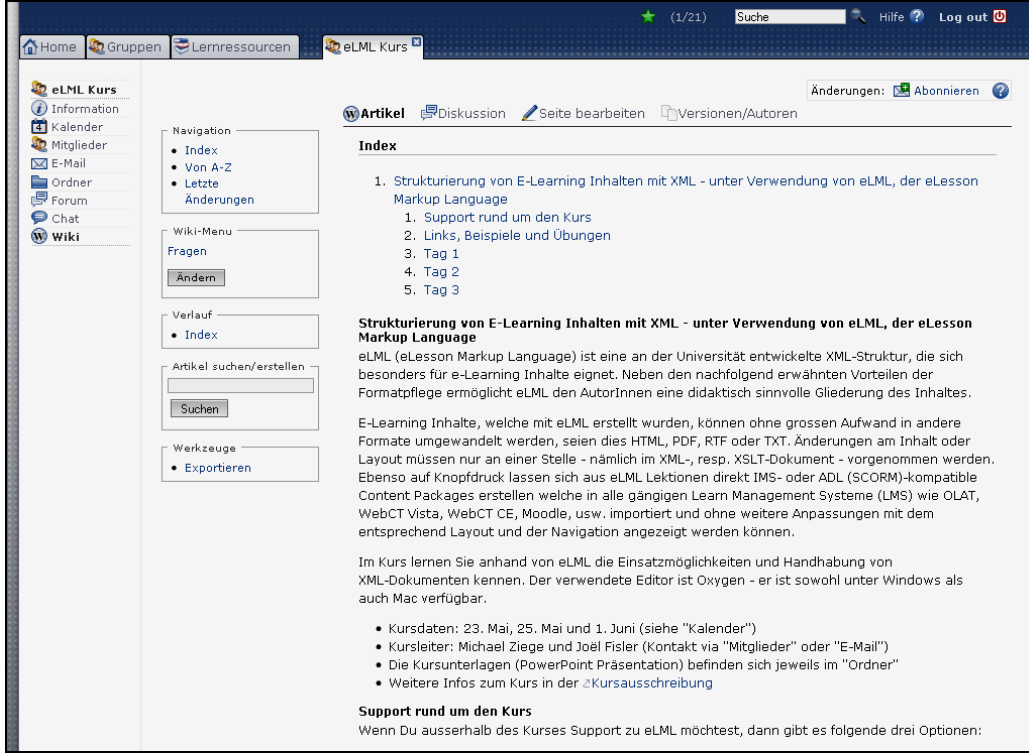 (1/21) Suche Hilfe Log out
Home Gruppen Lernressourcen eLML Kurs
eLML Kurs
Information
Kalender
Mitglieder
E-Mail
Ordner
Forum
Chat
Wiki
Navigation
Index
Von A-Z
Letzte
Änderungen
Wiki-Menu
Fragen
Ändern
Verlauf
Index
Artikel suchen/erstellen
Suchen
Werkzeuge
Exportieren
Änderungen: Abonnieren
Artikel Diskussion Seite bearbeiten Versionen/Autoren
Index
1. Strukturierung von E-Learning Inhalten mit XML - unter Verwendung von eLML, der eLesson
Markup Language
1. Support rund um den Kurs
2. Links, Beispiele und Übungen
3. Tag 1
4. Tag 2
5. Tag 3
Strukturierung von E-Learning Inhalten mit XML - unter Verwendung von eLML, der eLesson
Markup Language
eLML (eLesson Markup Language) ist eine an der Universität entwickelte XML-Struktur, die sich
besonders für e-Learning Inhalte eignet. Neben den nachfolgend erwähnten Vorteilen der
Formatpflege ermöglicht eLML den AutorInnen eine didaktisch sinnvolle Gliederung des Inhaltes.
E-Learning Inhalte, welche mit eLML erstellt wurden, können ohne grossen Aufwand in andere
Formate umgewandelt werden, seien dies HTML, PDF, RTF oder TXT. Änderungen am Inhalt oder
Layout müssen nur an einer Stelle - nämlich im XML-, resp. XSLT-Dokument - vorgenommen werden.
Ebenso auf Knopfdruck lassen sich aus eLML Lektionen direkt IMS- oder ADL (SCORM)-kompatible
Content Packages erstellen welche in alle gängigen Learn Management Systeme (LMS) wie OLAT,
WebCT Vista, WebCT CE, Moodle, usw. importiert und ohne weitere Anpassungen mit dem
entsprechend Layout und der Navigation angezeigt werden können.
Im Kurs lernen Sie anhand von eLML die Einsatzmöglichkeiten und Handhabung von
XML-Dokumenten kennen. Der verwendete Editor ist Oxygen - er ist sowohl unter Windows als
auch Mac verfügbar.
• Kursdaten: 23. Mai, 25. Mai und 1. Juni (siehe "Kalender")
• Kursleiter: Michael Ziege und Joël Fisler (Kontakt via "Mitglieder" oder "E-Mail")
• Die Kursunterlagen (PowerPoint Präsentation) befinden sich jeweils im "Ordner"
• Weitere Infos zum Kurs in der Kursausschreibung
Support rund um den Kurs
Wenn Du ausserhalb des Kurses Support zu eLML möchtest, dann gibt es folgende drei Optionen: